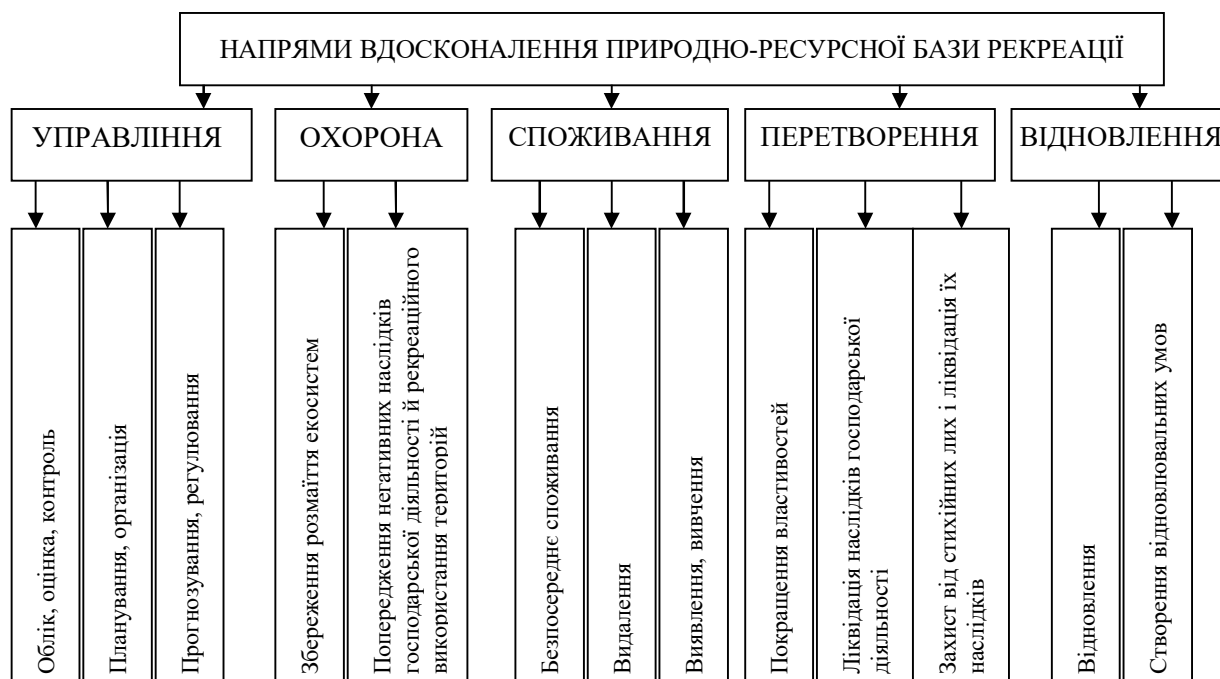 НАПРЯМИ ВДОСКОНАЛЕННЯ ПРИРОДНО-РЕСУРСНОЇ БАЗИ РЕКРЕАЦІЇ
УПРАВЛІННЯ
ОХОРОНА
СПОЖИВАННЯ
ПЕРЕТВОРЕННЯ
ВІДНОВЛЕННЯ
Облік, оцінка, контроль
Планування, організація
Прогнозування, регулювання
Збереження розмаїття екосистем
Попередження негативних наслідків
господарської діяльності й рекреаційного
використання територій
Безпосереднє споживання
Видалення
Виявлення, вивчення
Покращення властивостей
Ліквідація наслідків господарської
діяльності
Захист від стихійних лих і ліквідація їх
наслідків
Відновлення
Створення відновлювальних умов